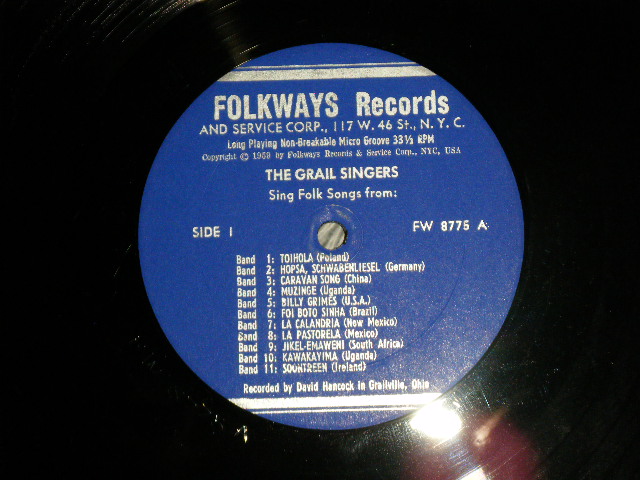 FOLKWAYS Records
AND SERVICE CORP., 117 W. 46 St., N. Y. C.
Long Playing Non-Breakable Micro Groove 33⅓ RPM
Copyright © 1959 by Folkways Records & Service Corp., NYC, USA
THE GRAIL SINGERS
Sing Folk Songs from:
SIDE I FW 8775 A
Band 1: TOIHOLA (Poland)
Band 2: HOPSA, SCHWABENLIESEL (Germany)
Band 3: CARAVAN SONG (China)
Band 4: MUZINGE (Uganda)
Band 5: BILLY GRIMES (U.S.A.)
Band 6: FOI BOTO SINHA (Brazil)
Band 7: LA CALANDRIA (New Mexico)
Band 8: LA PASTORELA (Mexico)
Band 9: JIKEL-EMAWENI (South Africa)
Band 10: KAWAKAYIMA (Uganda)
Band 11: SOONTREEN (Ireland)
Recorded by David Hancock in Grailville, Ohio